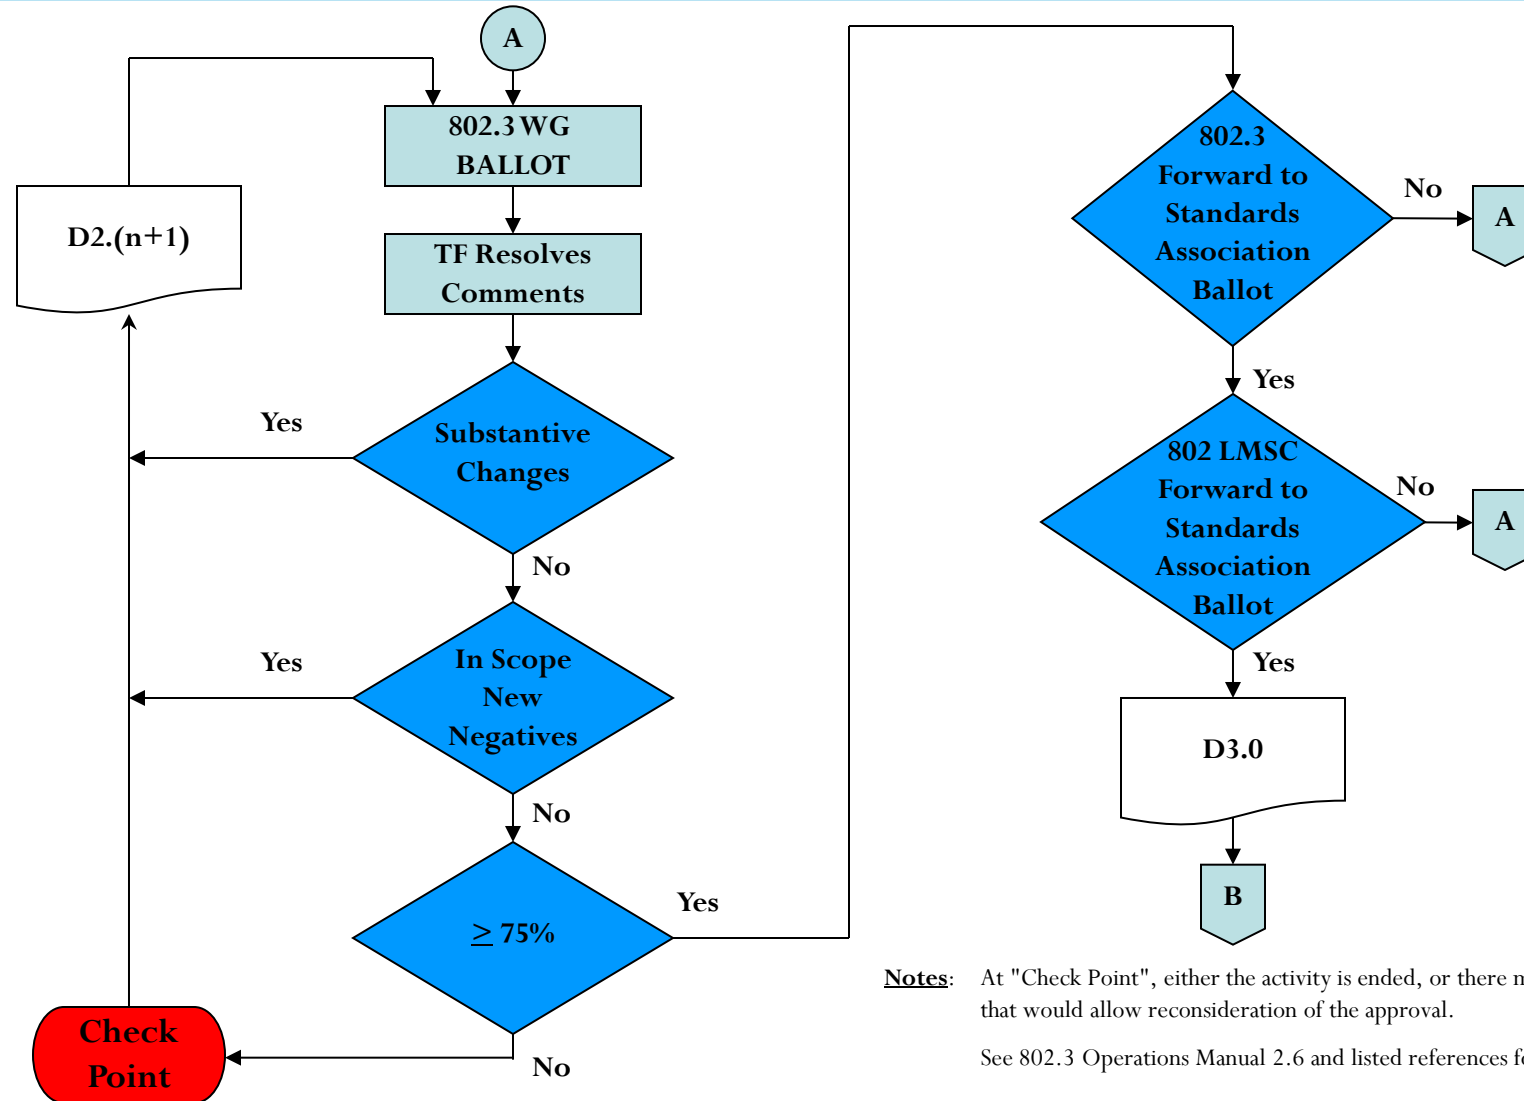 A
802.3 WG
BALLOT
D2.(n+1)
TF Resolves
Comments
Yes
Substantive
Changes
No
Yes
In Scope
New
Negatives
No
≥ 75%
Yes
Check
Point
No
802.3
Forward to
Standards
Association
Ballot
No
A
Yes
802 LMSC
Forward to
Standards
Association
Ballot
No
A
Yes
D3.0
B
Notes: At "Check Point", either the activity is ended, or there
that would allow reconsideration of the approval.
See 802.3 Operations Manual 2.6 and listed references